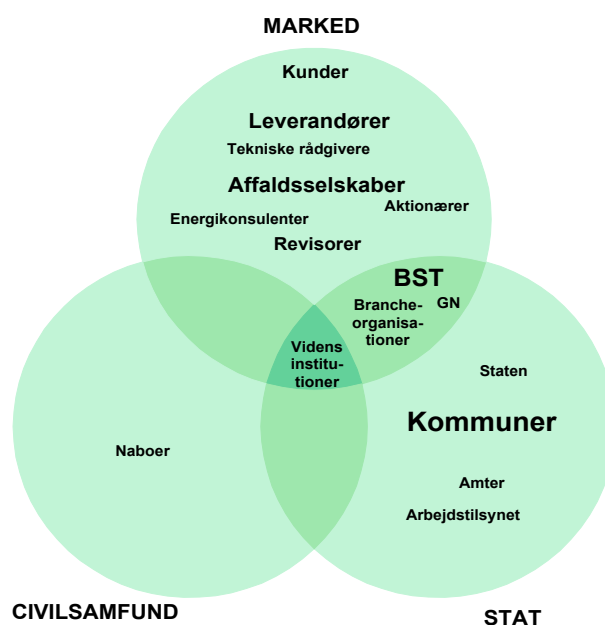 MARKED
Kunder
Leverandører
Tekniske rådgivere
Affaldsselskaber
Aktionærer
Energikonsulenter
Revisorer
BST
Branche-
organisa-
tioner
GN
Videns
institu-
tioner
Staten
Kommuner
Naboer
Amter
Arbejdstilsynet
CIVILSAMFUND
STAT